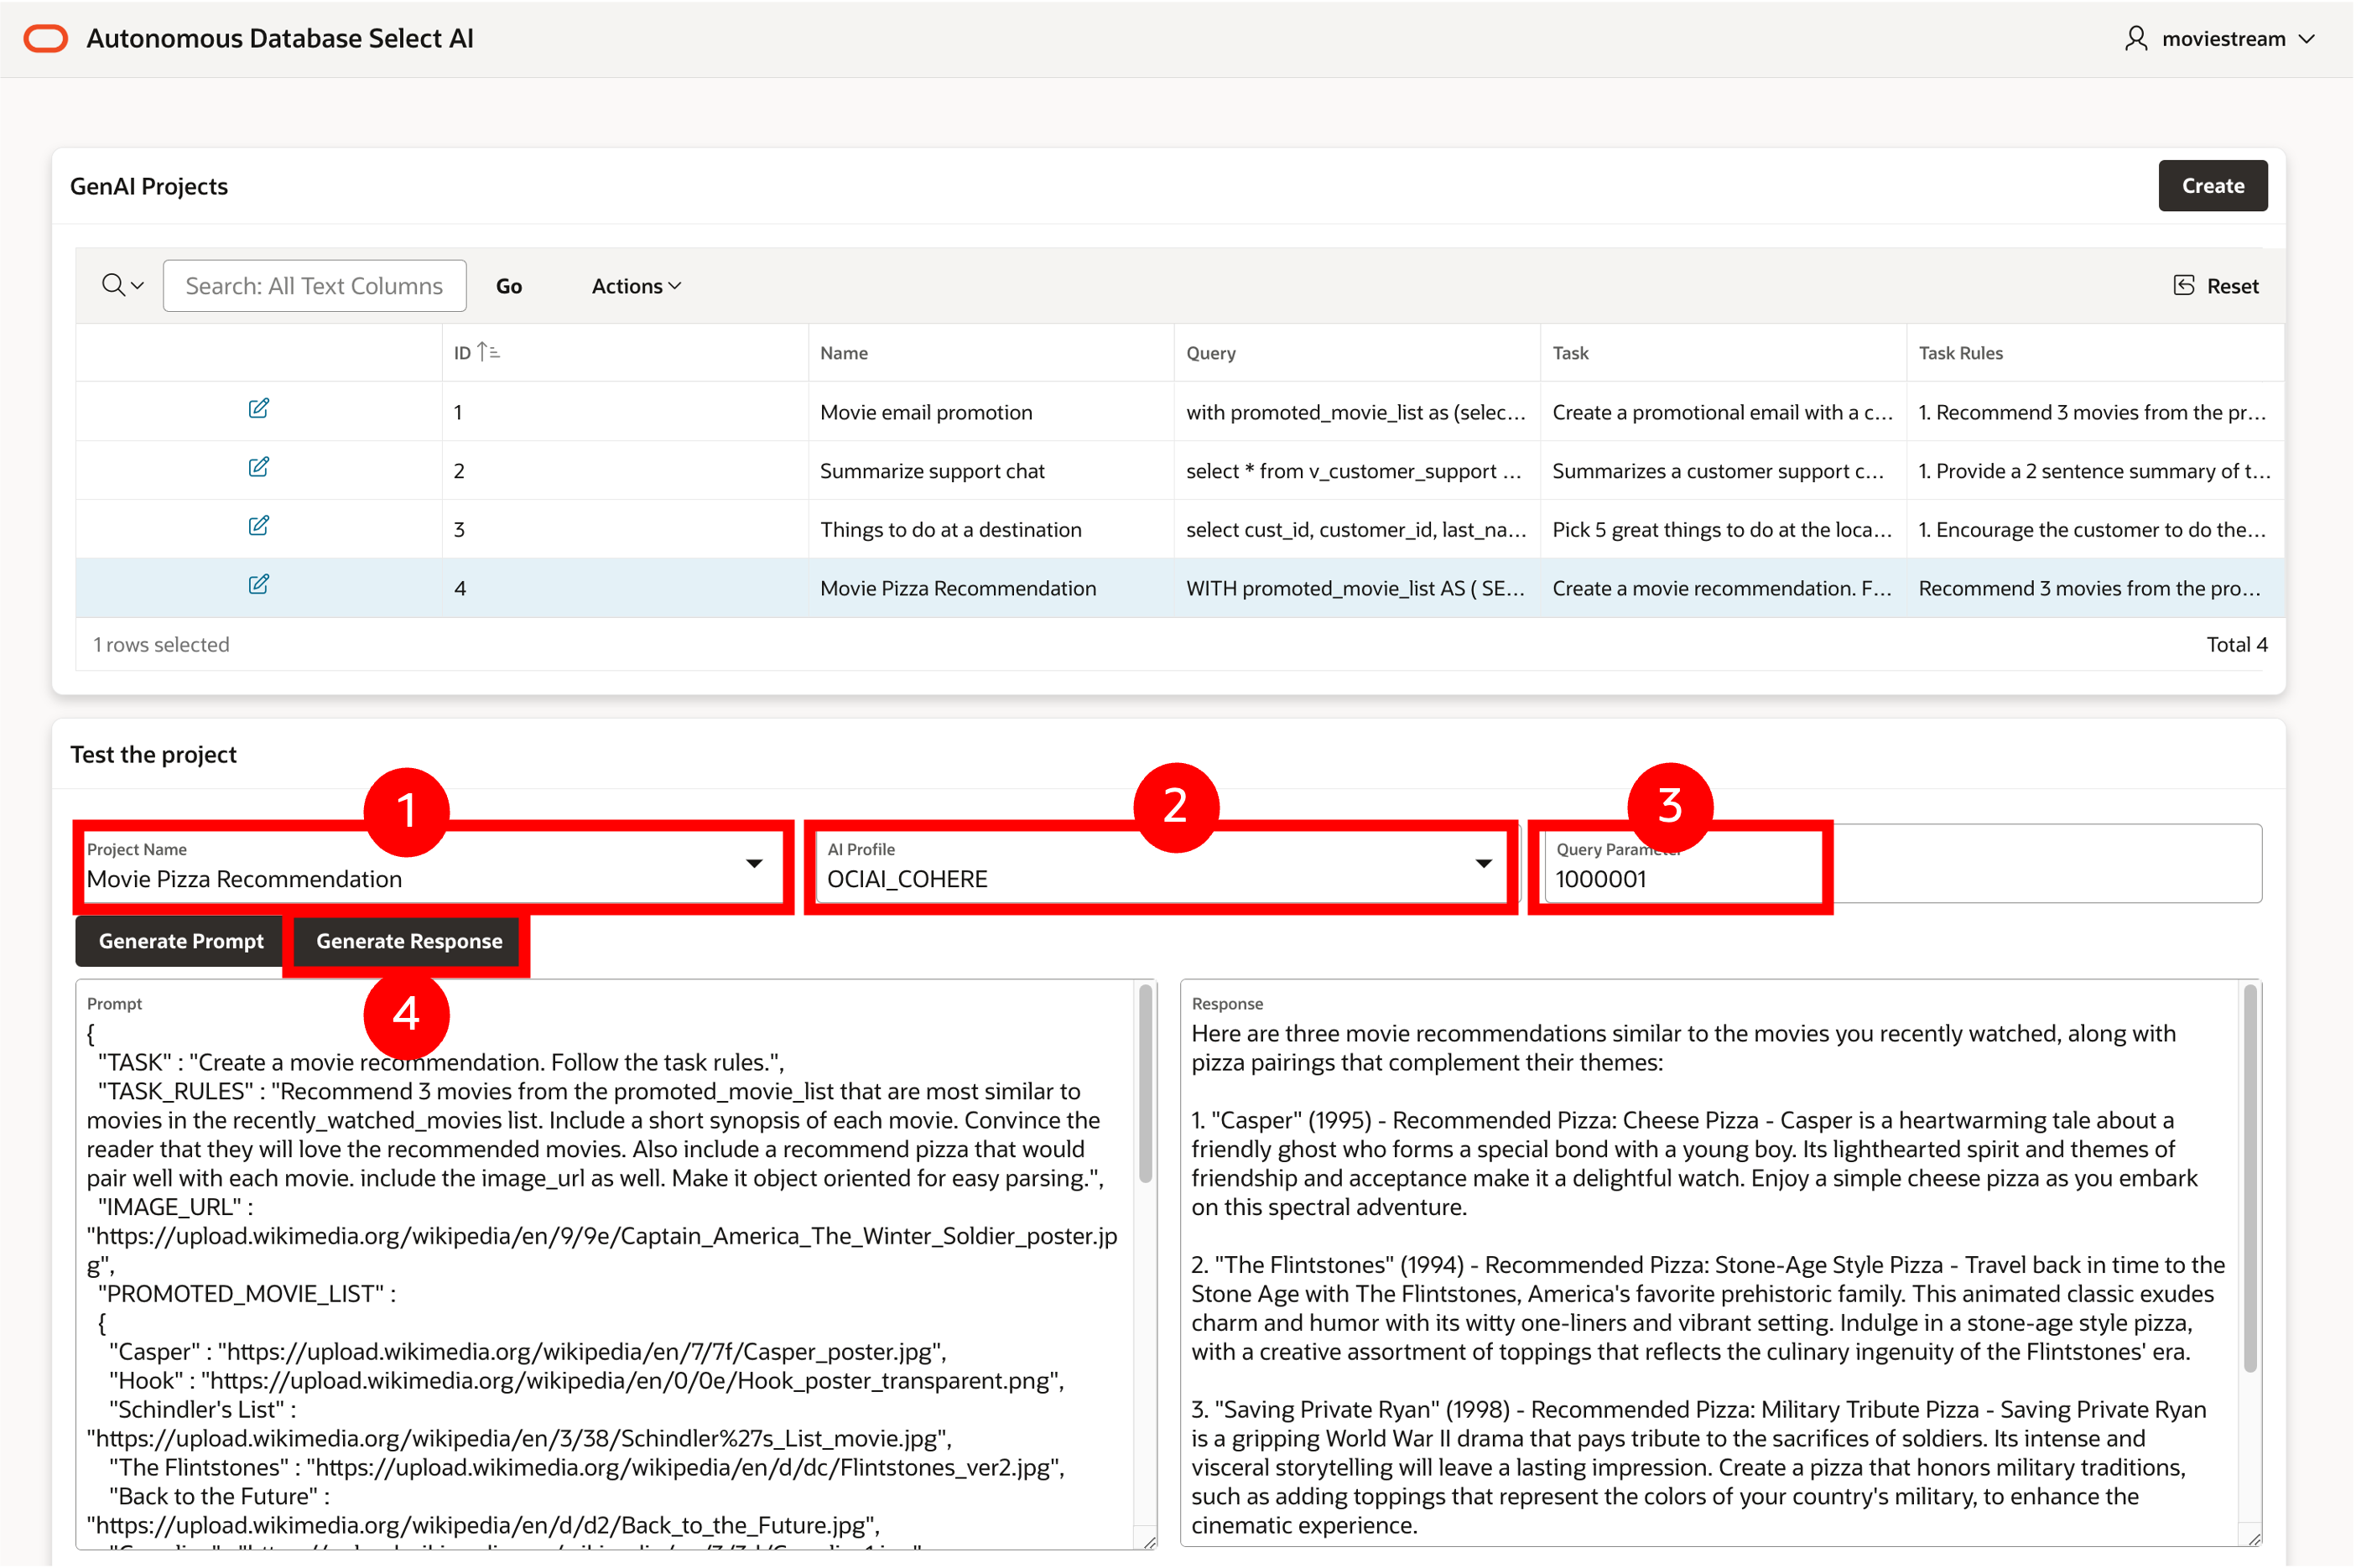 Autonomous Database Select AI
moviestream
GenAI Projects
Create
Search: All Text Columns
Go
Actions
Reset
ID
Name
Query
Task
Task Rules
1
Movie email promotion
with promoted_movie_list as (selec...
Create a promotional email with a c...
1. Recommend 3 movies from the pr...
2
Summarize support chat
select * from v_customer_support ...
Summarizes a customer support c...
1. Provide a 2 sentence summary of t...
3
Things to do at a destination
select cust_id, customer_id, last_na...
Pick 5 great things to do at the loca...
1. Encourage the customer to do the...
4
Movie Pizza Recommendation
WITH promoted_movie_list AS ( SE...
Create a movie recommendation. F...
Recommend 3 movies from the pro...
1 rows selected
Total 4
Test the project
1
2
3
Project Name
Movie Pizza Recommendation
AI Profile
OCIAI_COHERE
Query Parameter
1000001
Generate Prompt
Generate Response
4
Prompt
{
"TASK" : "Create a movie recommendation. Follow the task rules.",
"TASK_RULES" : "Recommend 3 movies from the promoted_movie_list that are most similar to
movies in the recently_watched_movies list. Include a short synopsis of each movie. Convince the
reader that they will love the recommended movies. Also include a recommend pizza that would
pair well with each movie. include the image_url as well. Make it object oriented for easy parsing.",
"IMAGE_URL" :
"https://upload.wikimedia.org/wikipedia/en/9/9e/Captain_America_The_Winter_Soldier_poster.jp
g",
"PROMOTED_MOVIE_LIST" :
{
"Casper" : "https://upload.wikimedia.org/wikipedia/en/7/7f/Casper_poster.jpg",
"Hook" : "https://upload.wikimedia.org/wikipedia/en/0/0e/Hook_poster_transparent.png",
"Schindler's List" :
"https://upload.wikimedia.org/wikipedia/en/3/38/Schindler%27s_List_movie.jpg",
"The Flintstones" : "https://upload.wikimedia.org/wikipedia/en/d/dc/Flintstones_ver2.jpg",
"Back to the Future" :
"https://upload.wikimedia.org/wikipedia/en/d/d2/Back_to_the_Future.jpg",
Response
Here are three movie recommendations similar to the movies you recently watched, along with
pizza pairings that complement their themes:
1. "Casper" (1995) - Recommended Pizza: Cheese Pizza - Casper is a heartwarming tale about a
friendly ghost who forms a special bond with a young boy. Its lighthearted spirit and themes of
friendship and acceptance make it a delightful watch. Enjoy a simple cheese pizza as you embark
on this spectral adventure.
2. "The Flintstones" (1994) - Recommended Pizza: Stone-Age Style Pizza - Travel back in time to the
Stone Age with The Flintstones, America's favorite prehistoric family. This animated classic exudes
charm and humor with its witty one-liners and vibrant setting. Indulge in a stone-age style pizza,
with a creative assortment of toppings that reflects the culinary ingenuity of the Flintstones' era.
3. "Saving Private Ryan" (1998) - Recommended Pizza: Military Tribute Pizza - Saving Private Ryan
is a gripping World War II drama that pays tribute to the sacrifices of soldiers. Its intense and
visceral storytelling will leave a lasting impression. Create a pizza that honors military traditions,
such as adding toppings that represent the colors of your country's military, to enhance the
cinematic experience.